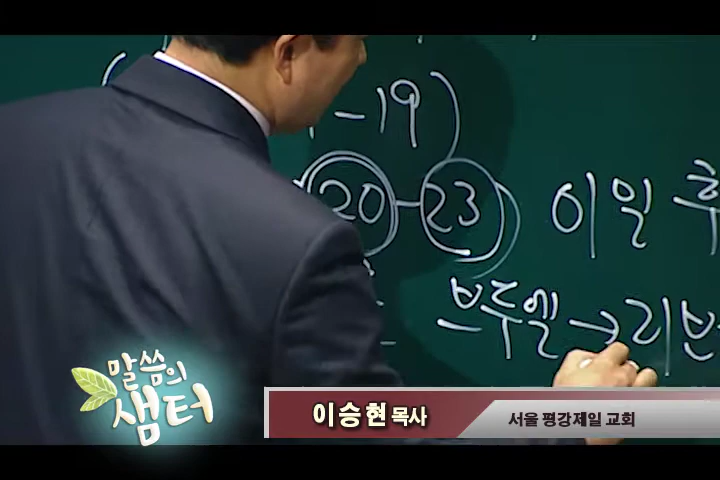 -19)
20-23) 이일 후
브두엘→리브
말씀의
샘터
이승현 목사
서울 평강제일 교회